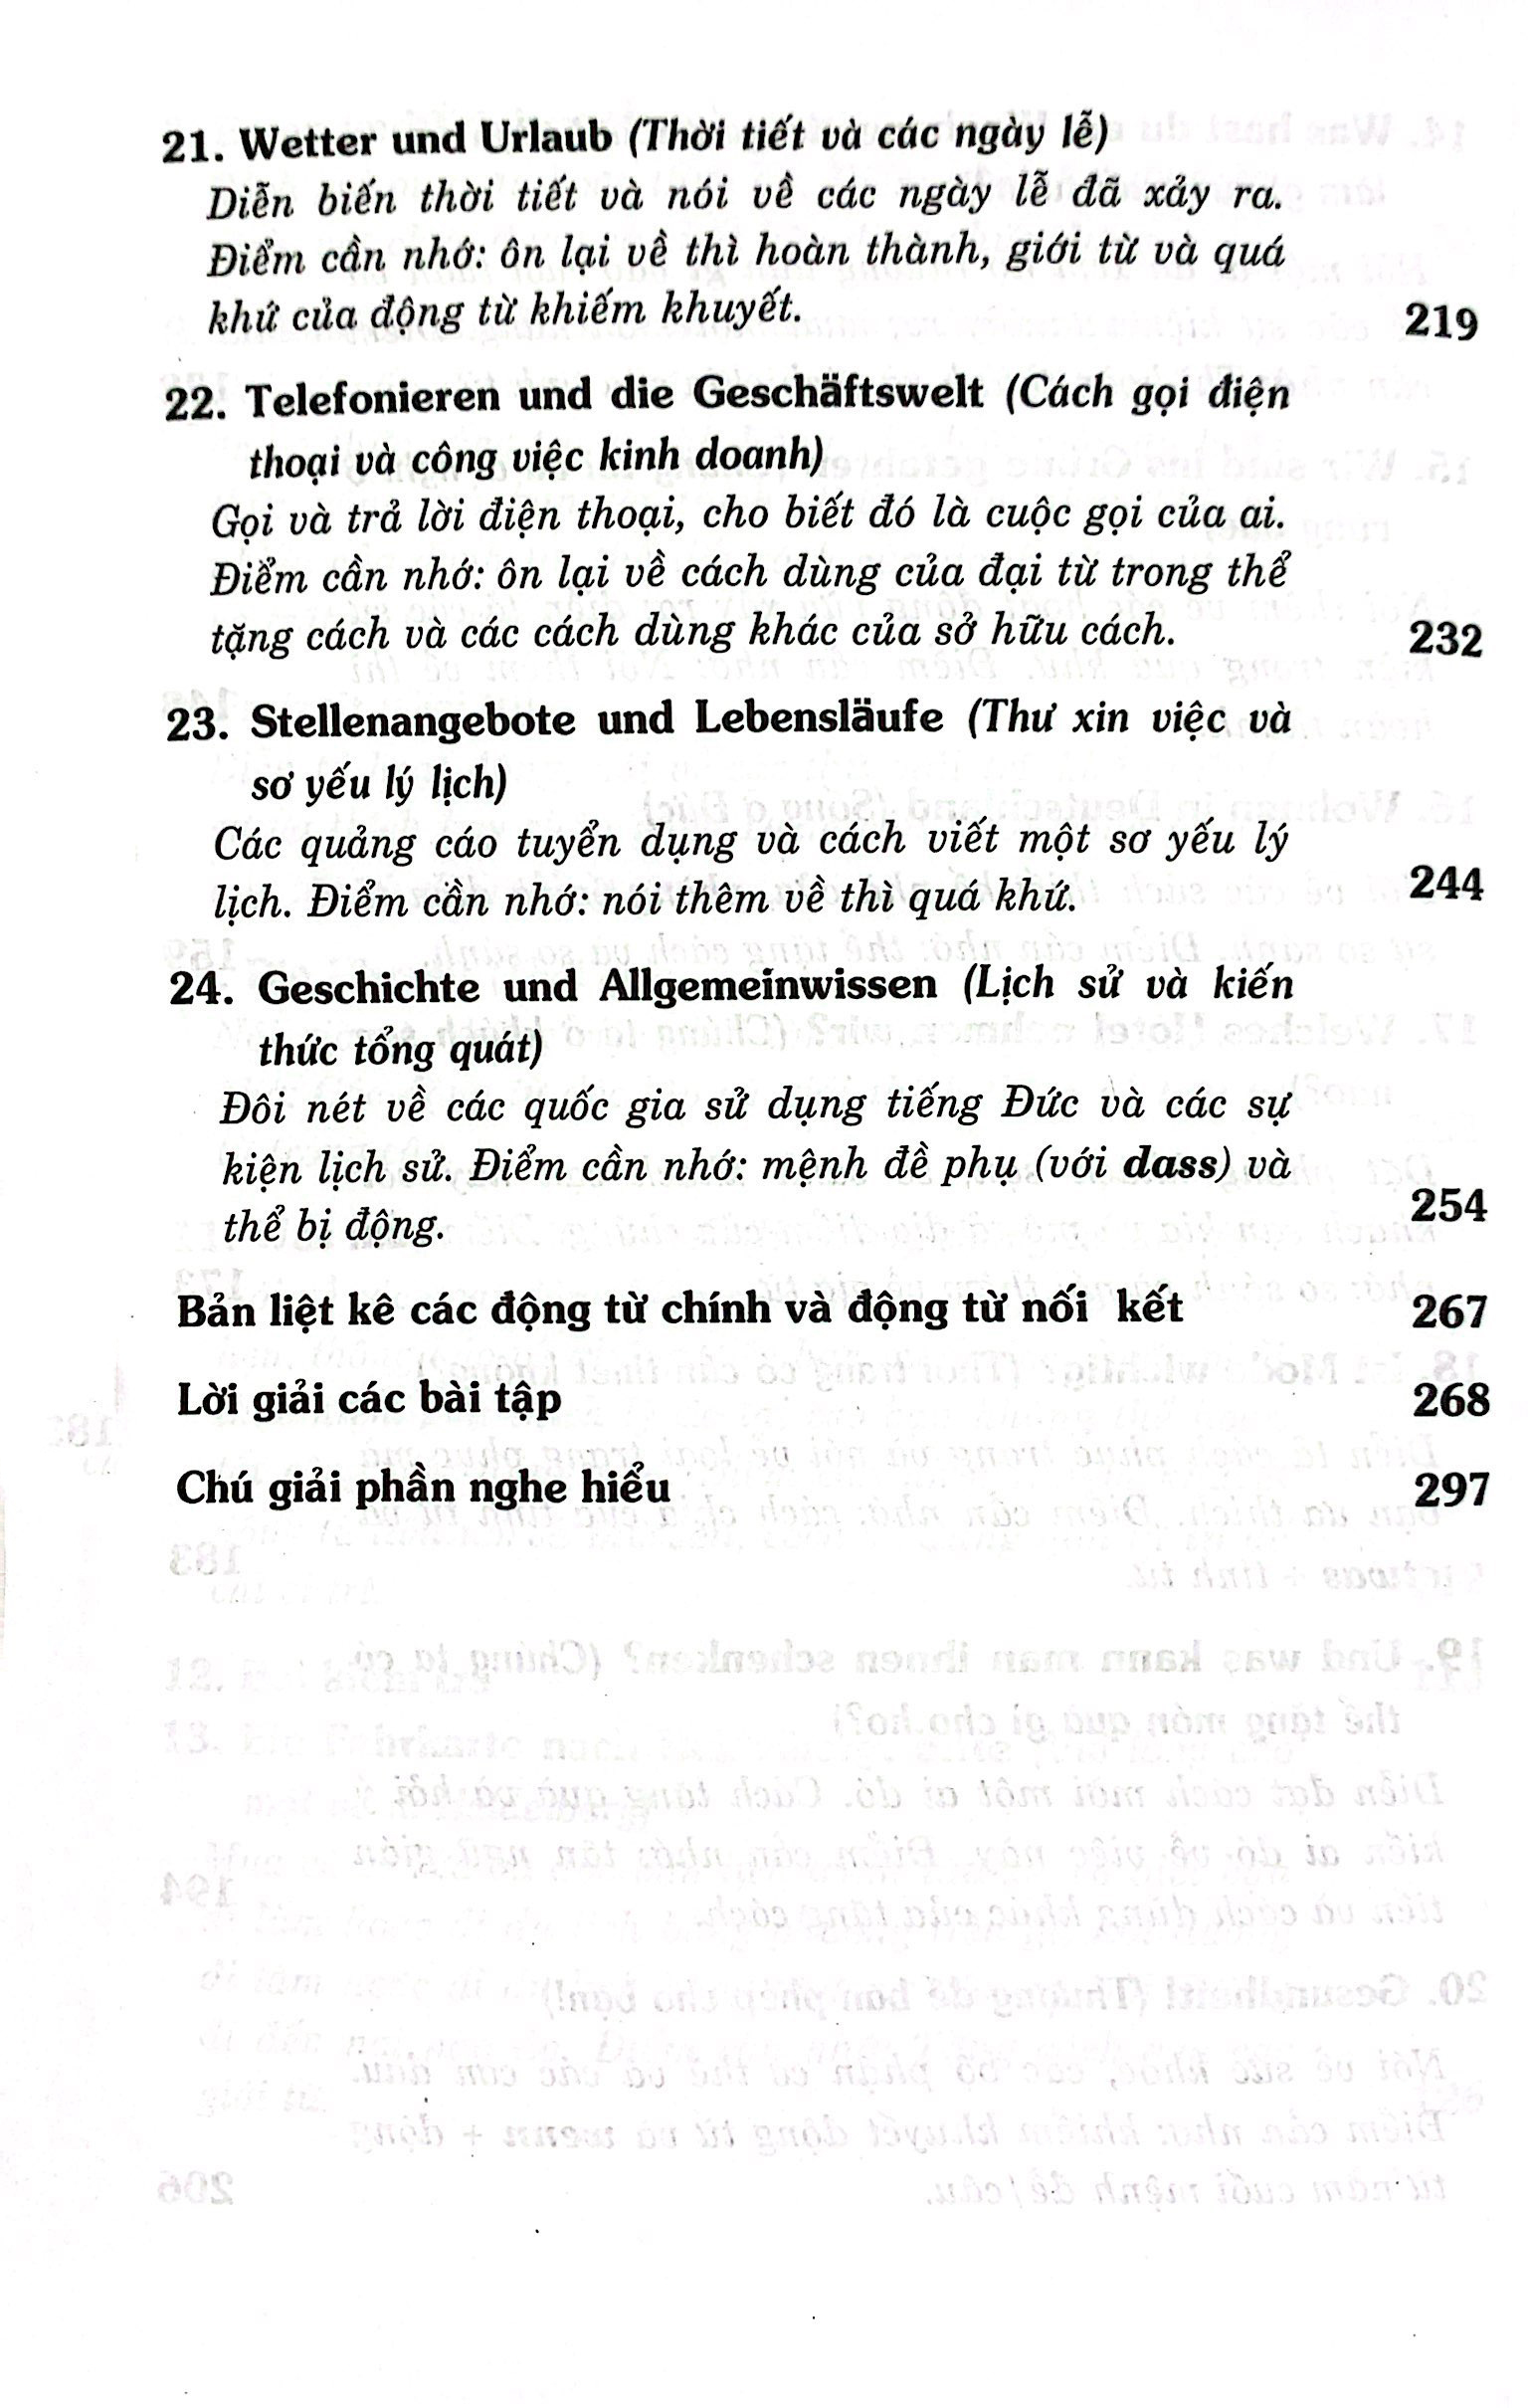 21. Wetter und Urlaub (Thời tiết và các ngày lễ)
Diễn biến thời tiết và nói về các ngày lễ đã xảy ra.
Điểm cần nhớ: ôn lại về thì hoàn thành, giới từ và quá
khứ của động từ khiếm khuyết. 219
22. Telefonieren und die Geschäftswelt (Cách gọi điện
thoại và công việc kinh doanh)
Gọi và trả lời điện thoại, cho biết đó là cuộc gọi của ai.
Điểm cần nhớ: ôn lại về cách dùng của đại từ trong thể
tặng cách và các cách dùng khác của sở hữu cách. 232
23. Stellenangebote und Lebensläufe (Thư xin việc và
sơ yếu lý lịch)
Các quảng cáo tuyển dụng và cách viết một sơ yếu lý
lịch. Điểm cần nhớ: nói thêm về thì quá khứ. 244
24. Geschichte und Allgemeinwissen (Lịch sử và kiến
thức tổng quát)
Đôi nét về các quốc gia sử dụng tiếng Đức và các sự
kiện lịch sử. Điểm cần nhớ: mệnh đề phụ (với dass) và
thể bị động. 254
Bản liệt kê các động từ chính và động từ nối kết 267
Lời giải các bài tập 268
Chú giải phần nghe hiểu 297